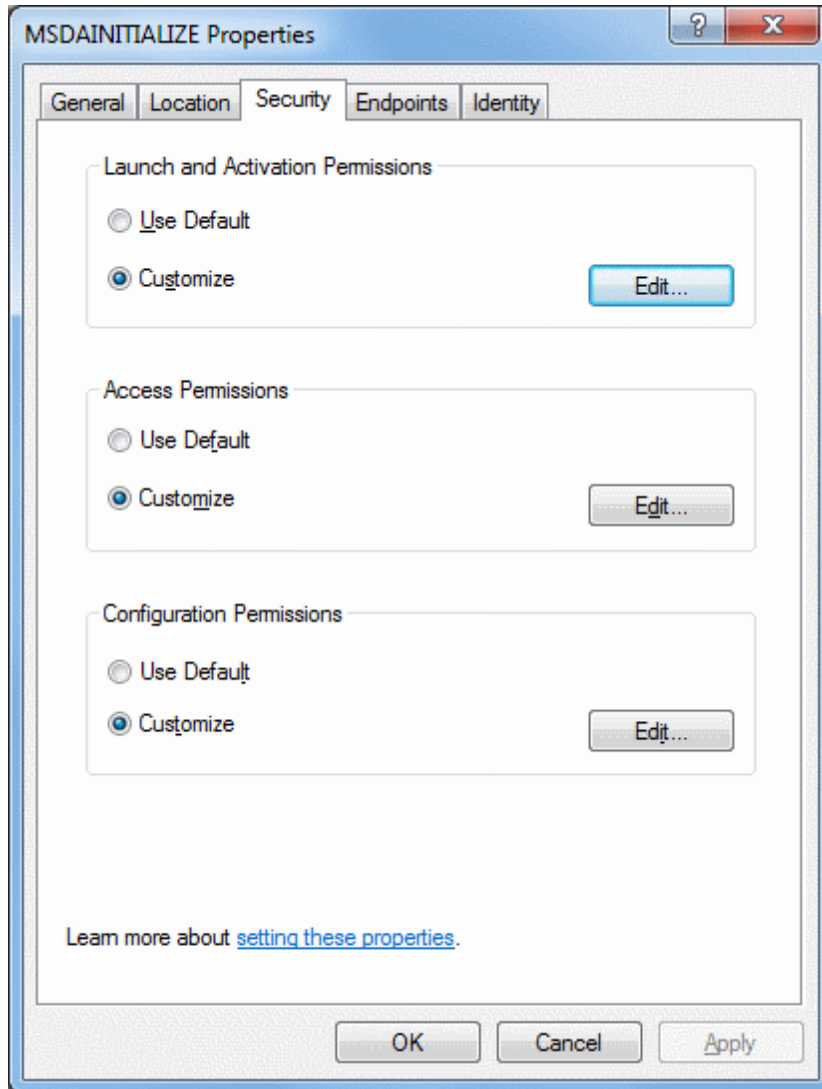 MSDAINITIALIZE Properties
?
X
General Location Security Endpoints Identity
Launch and Activation Permissions
Use Default
Customize
Edit...
Access Permissions
Use Default
Customize
Edit...
Configuration Permissions
Use Default
Customize
Edit...
Learn more about setting these properties.
OK Cancel Apply